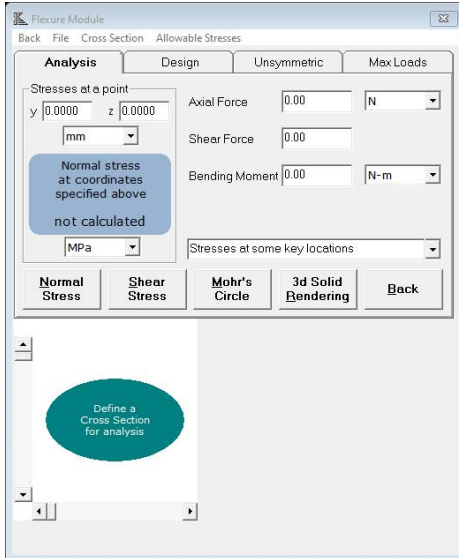 Flexure Module
Back File Cross Section Allowable Stresses
Analysis Design Unsymmetric Max Loads
Stresses at a point
y 0.0000 z 0.0000
mm
Normal stress
at coordinates
specified above
not calculated
MPa
Axial Force 0.00 N
Shear Force 0.00
Bending Moment 0.00 N-m
Stresses at some key locations
Normal
Stress
Shear
Stress
Mohr's
Circle
3d Solid
Rendering
Back
Define a
Cross Section
for analysis